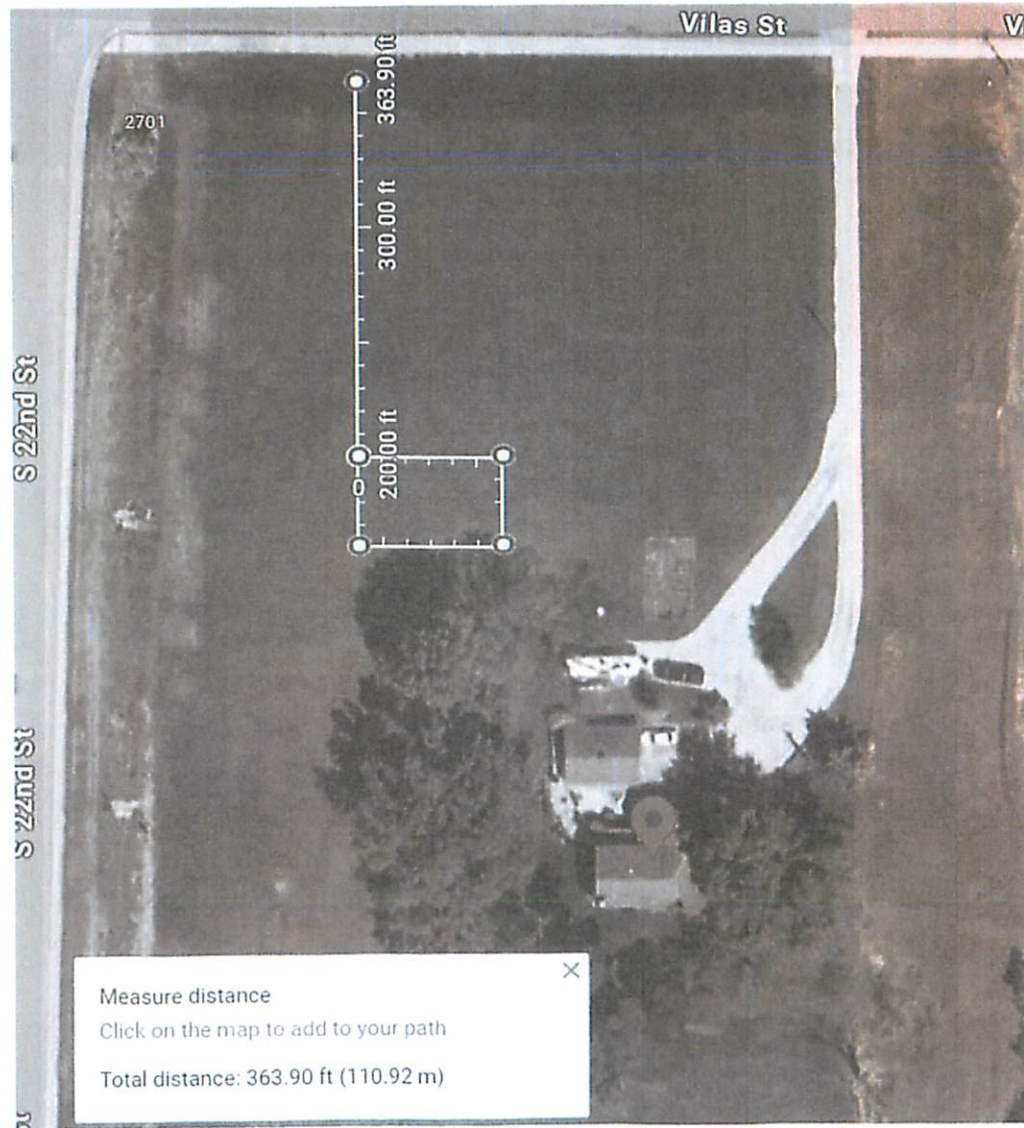 Vilas St
363.90 ft
2701
300.00 ft
S 22nd St
200.00 ft
0
S 22nd St
Measure distance
Click on the map to add to your path
Total distance: 363.90 ft (110.92 m)